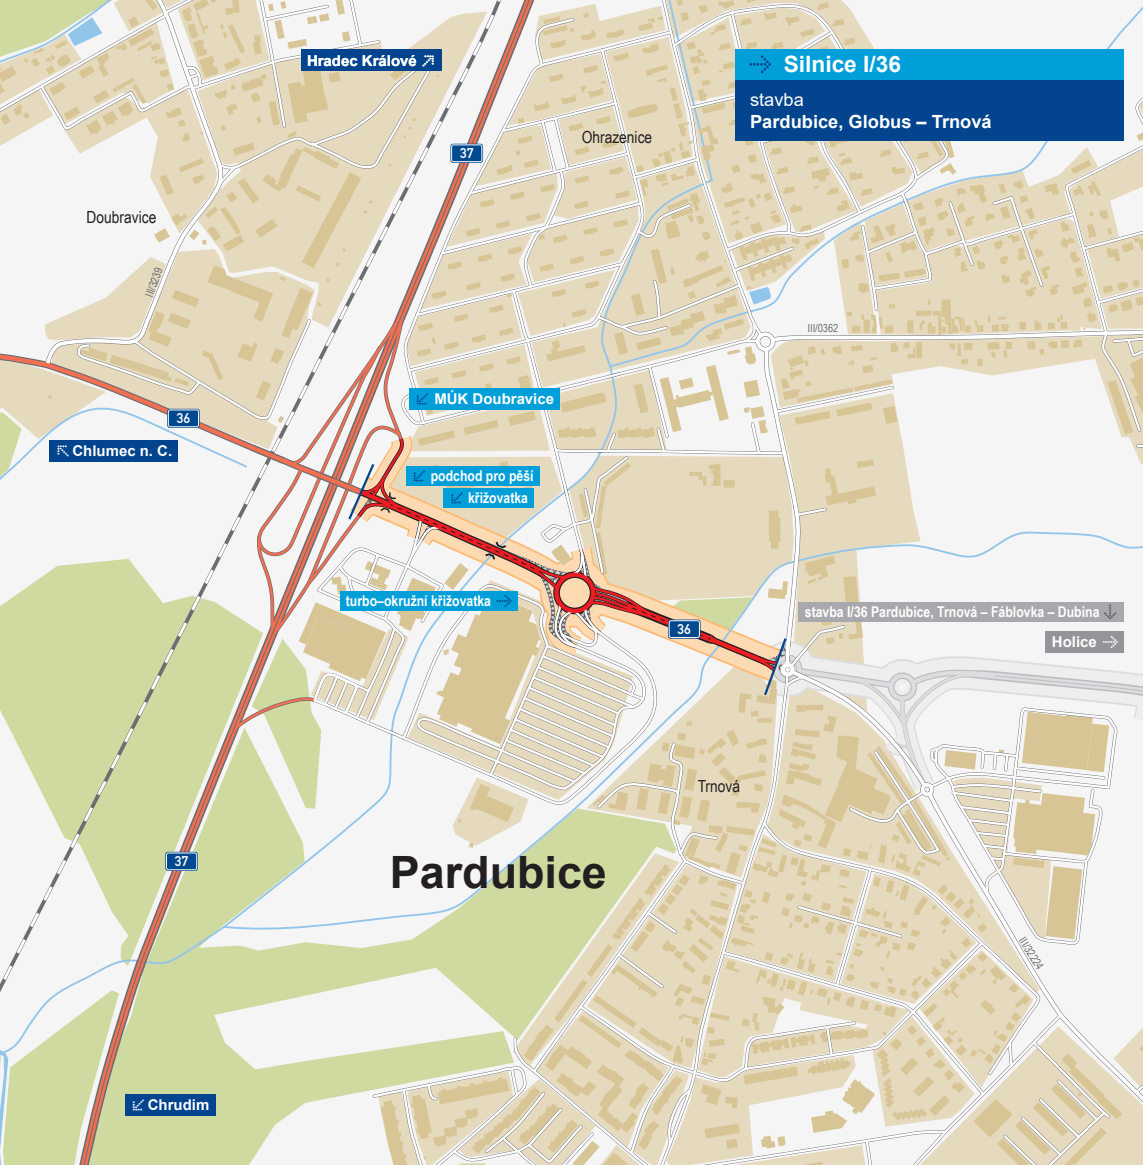 Hradec Králové
Silnice I/36
stavba
Pardubice, Globus – Trnová
37
Ohrazenice
Doubravice
III/3239
III/0362
MÚK Doubravice
36
Chlumec n. C.
podchod pro pěší
křižovatka
turbo–okružní křižovatka
stavba I/36 Pardubice, Trnová – Fáblovka – Dubina
36
Holice
Trnová
37
Pardubice
III/32224
Chrudim